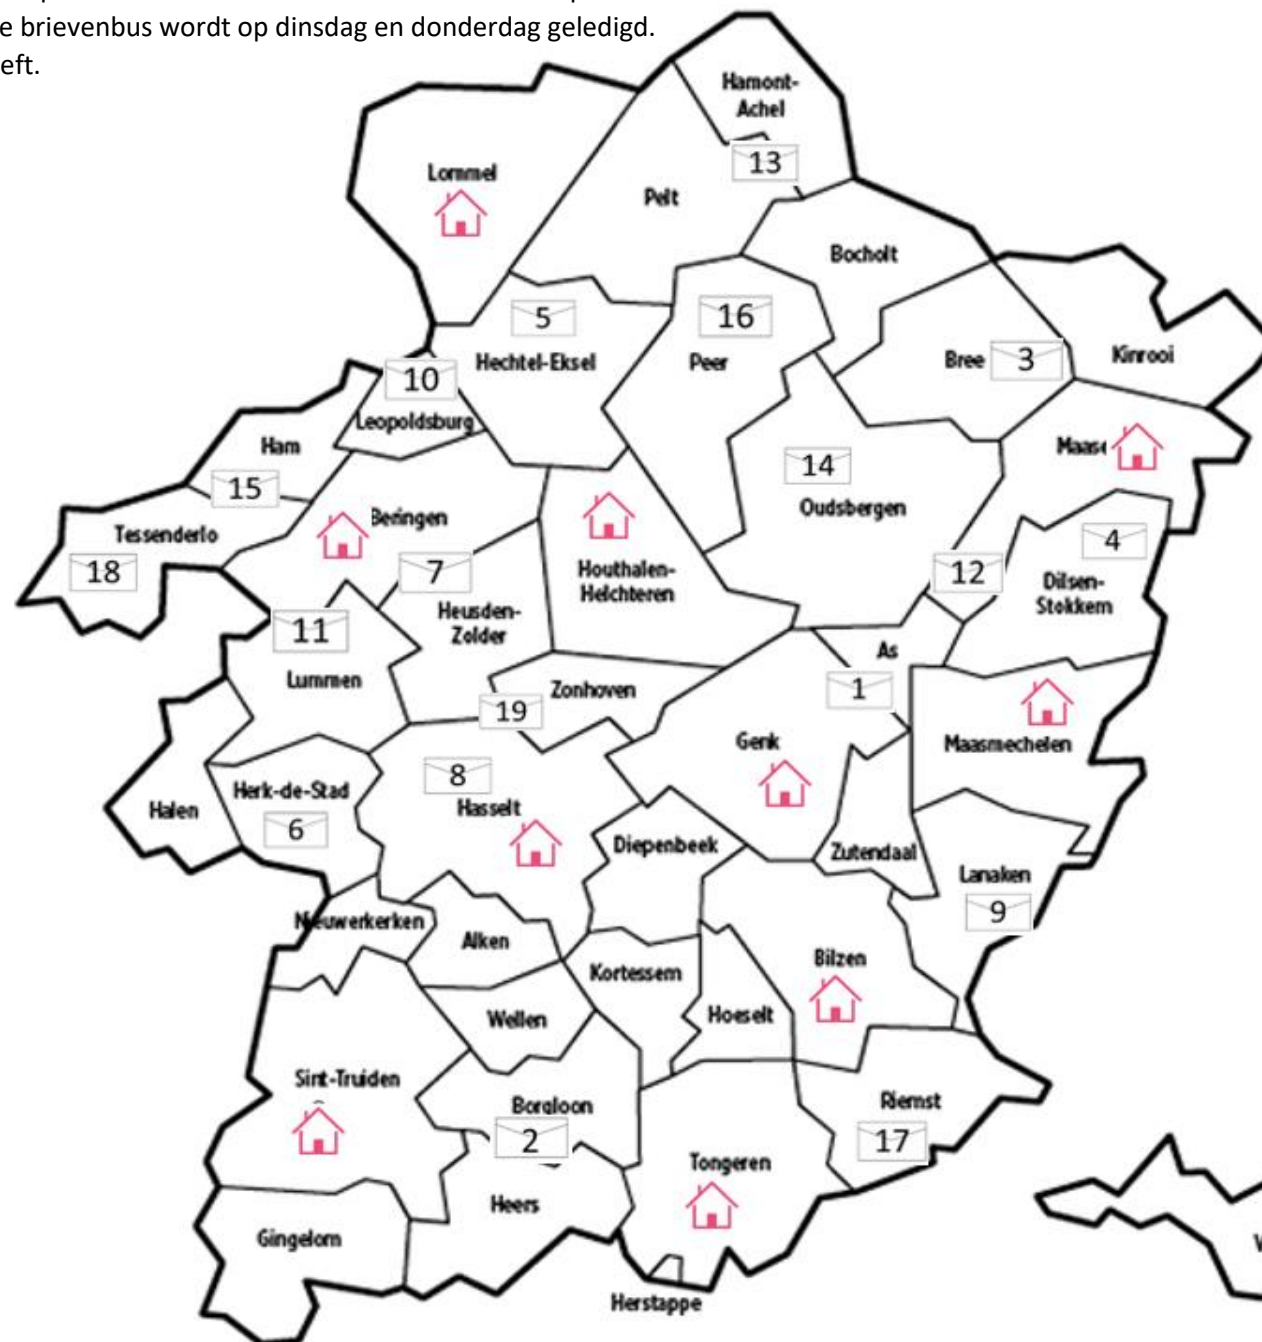 e brievenbus wordt op dinsdag en donderdag geledigd.
eft.
Hamont-
Achel
13
Lommel
Pelt
Bocholt
5
16
Hechtel-Eksel
Peer
Bree
3
Kinrooi
10
Leopoldsburg
Ham
Maas
15
14
Oudsbergen
Beringen
Tessenderlo
18
7
Houthalen-
Helchteren
12
4
Dilsen-
Stokkem
Heusden-
Zolder
11
Lummen
As
1
Zonhoven
19
Genk
Maasmechelen
8
Hasselt
Herk-de-Stad
6
Halen
Diepenbeek
Zutendaal
Lanaken
9
Nieuwerkerken
Alken
Kortessem
Bilzen
Wellen
Hoeselt
Sint-Truiden
Borgloon
2
Riemst
17
Tongeren
Heers
Gingelom
Herstappe